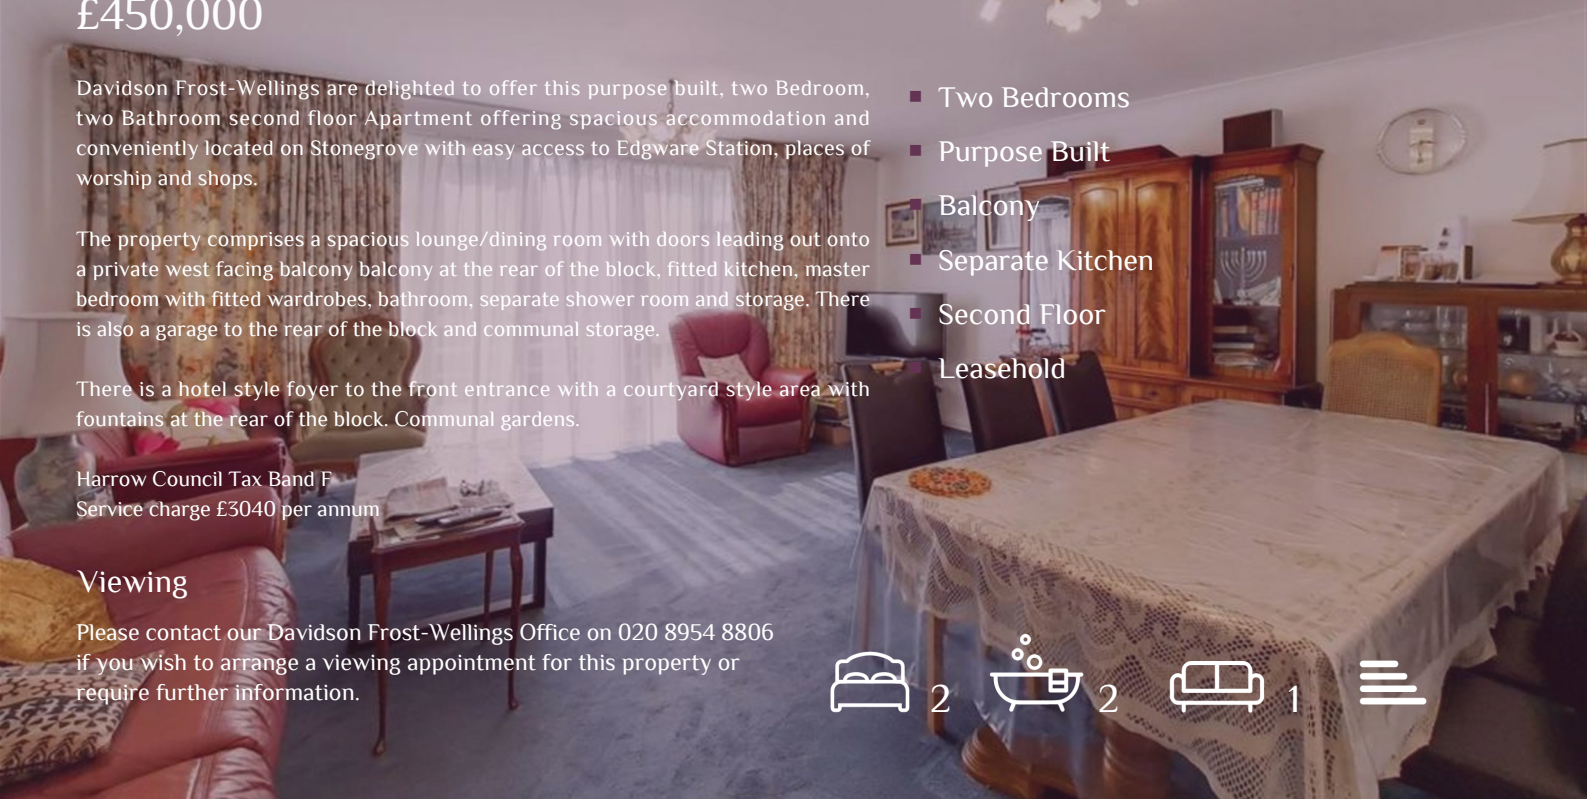 £450,000
Davidson Frost-Wellings are delighted to offer this purpose built, two Bedroom,
two Bathroom second floor Apartment offering spacious accommodation and
conveniently located on Stonegrove with easy access to Edgware Station, places of
worship and shops.
The property comprises a spacious lounge/dining room with doors leading out onto
a private west facing balcony balcony at the rear of the block, fitted kitchen, master
bedroom with fitted wardrobes, bathroom, separate shower room and storage. There
is also a garage to the rear of the block and communal storage.
There is a hotel style foyer to the front entrance with a courtyard style area with
fountains at the rear of the block. Communal gardens.
Harrow Council Tax Band F
Service charge £3040 per annum
Viewing
Please contact our Davidson Frost-Wellings Office on 020 8954 8806
if you wish to arrange a viewing appointment for this property or
require further information.
▪ Two Bedrooms
▪ Purpose Built
▪ Balcony
▪ Separate Kitchen
▪ Second Floor
▪ Leasehold
2 2 1